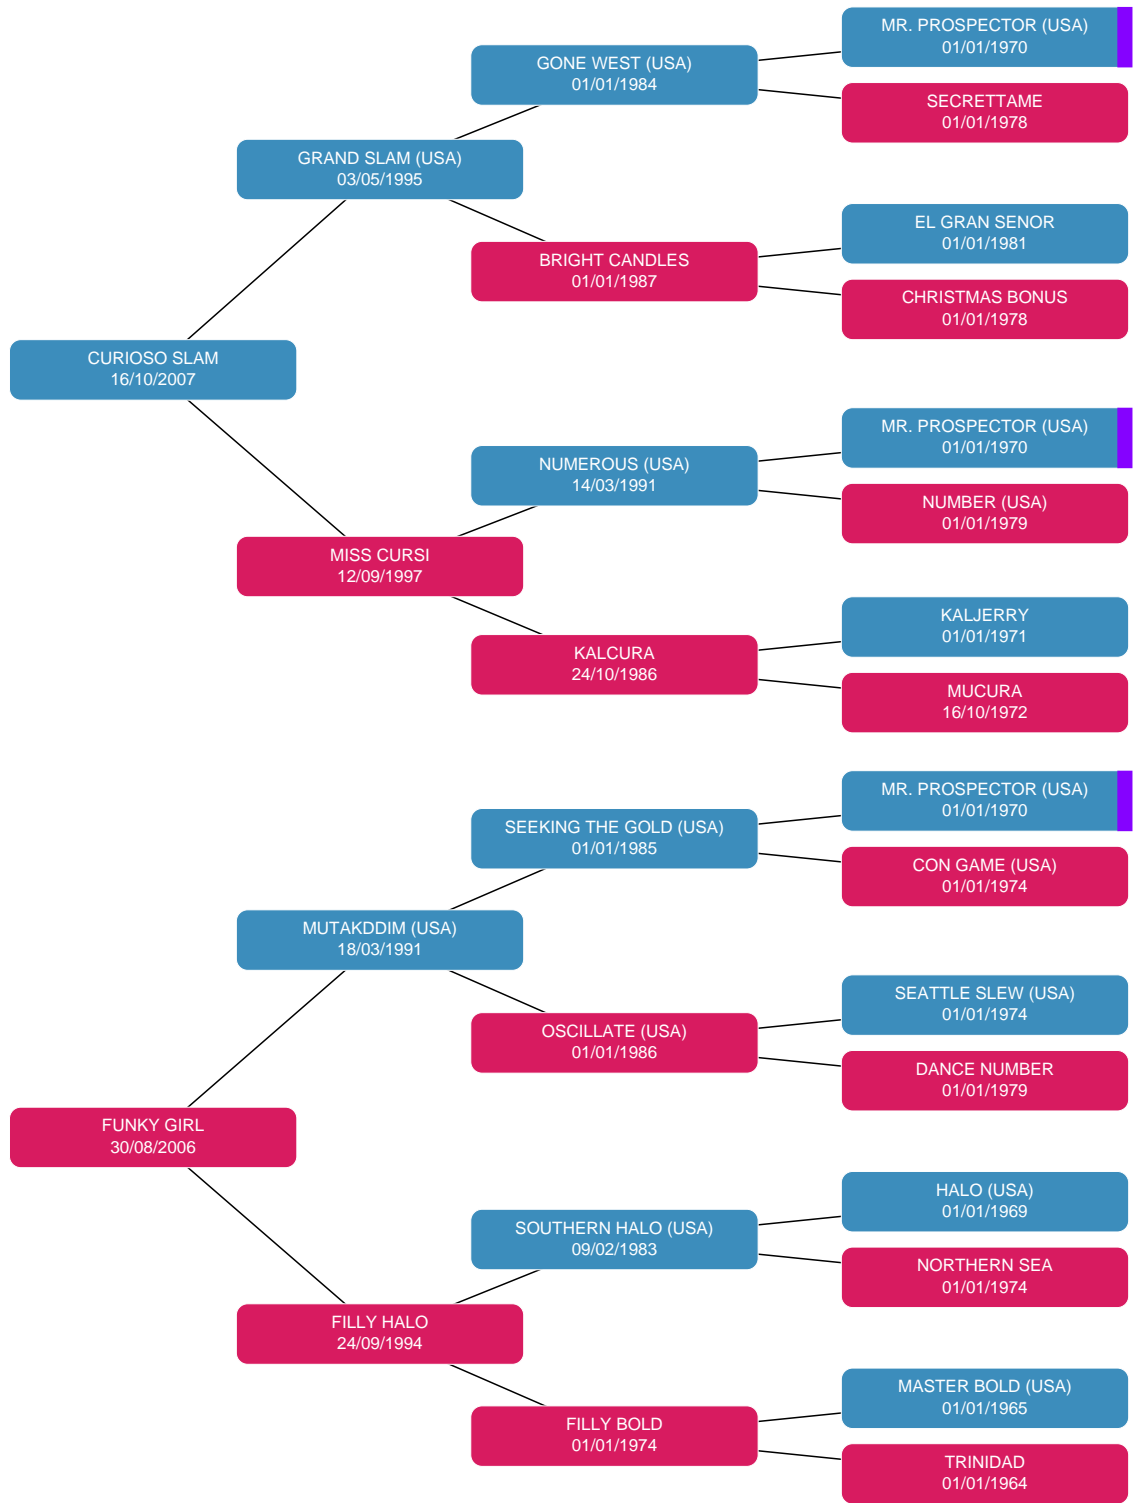 MR. PROSPECTOR (USA)
01/01/1970
GONE WEST (USA)
01/01/1984
SECRETTAME
01/01/1978
GRAND SLAM (USA)
03/05/1995
EL GRAN SENOR
01/01/1981
BRIGHT CANDLES
01/01/1987
CHRISTMAS BONUS
01/01/1978
CURIOSO SLAM
16/10/2007
MR. PROSPECTOR (USA)
01/01/1970
NUMEROUS (USA)
14/03/1991
NUMBER (USA)
01/01/1979
MISS CURSI
12/09/1997
KALJERRY
01/01/1971
KALCURA
24/10/1986
MUCURA
16/10/1972
MR. PROSPECTOR (USA)
01/01/1970
SEEKING THE GOLD (USA)
01/01/1985
CON GAME (USA)
01/01/1974
MUTAKDDIM (USA)
18/03/1991
SEATTLE SLEW (USA)
01/01/1974
OSCILLATE (USA)
01/01/1986
DANCE NUMBER
01/01/1979
FUNKY GIRL
30/08/2006
HALO (USA)
01/01/1969
SOUTHERN HALO (USA)
09/02/1983
NORTHERN SEA
01/01/1974
FILLY HALO
24/09/1994
MASTER BOLD (USA)
01/01/1965
FILLY BOLD
01/01/1974
TRINIDAD
01/01/1964